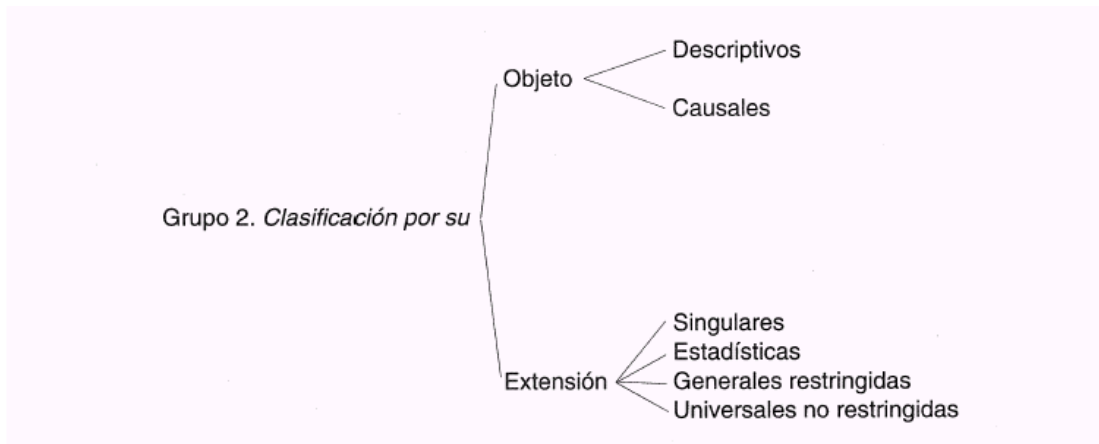 Descriptivos
Objeto
Causales
Grupo 2. Clasificación por su
Singulares
Estadísticas
Extensión
Generales restringidas
Universales no restringidas